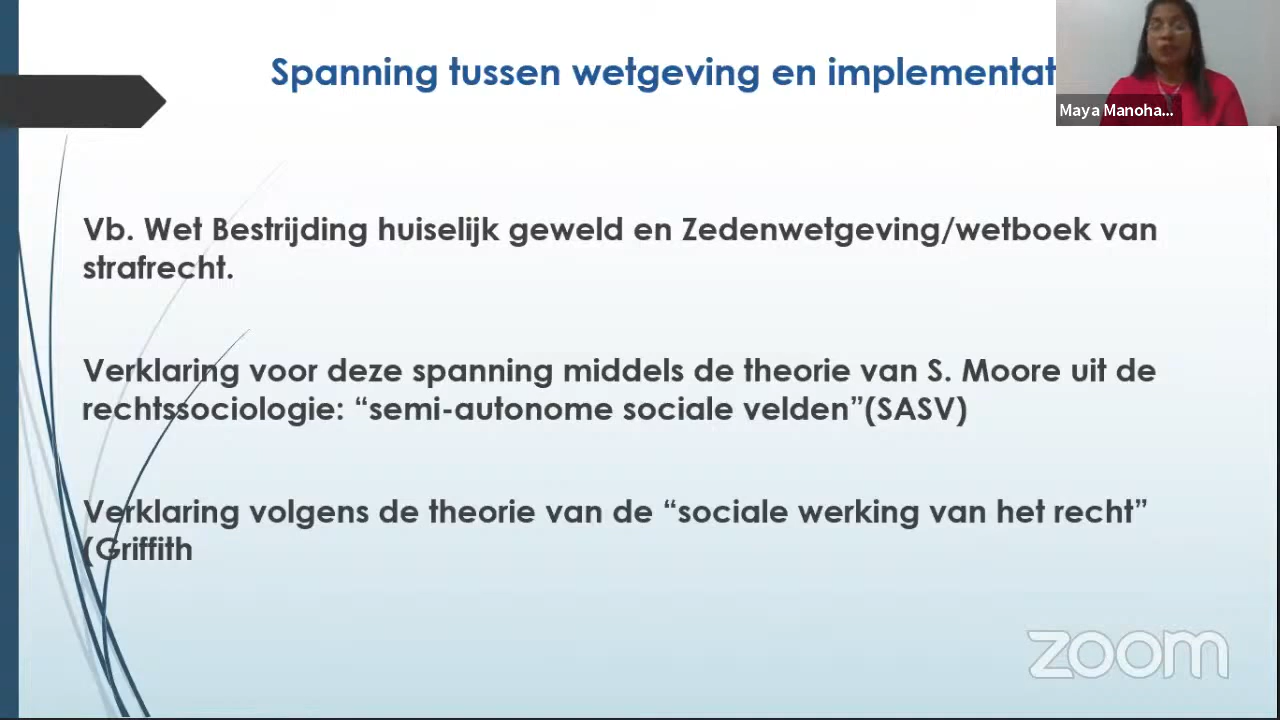 Spanning tussen wetgeving en implementat
Maya Manoha...
Vb. Wet Bestrijding huiselijk geweld en Zedenwetgeving/wetboek van
strafrecht.
Verklaring voor deze spanning middels de theorie van S. Moore uit de
rechtssociologie: “semi-autonome sociale velden”(SASV)
Verklaring volgens de theorie van de “sociale werking van het recht”
(Griffith
zoom